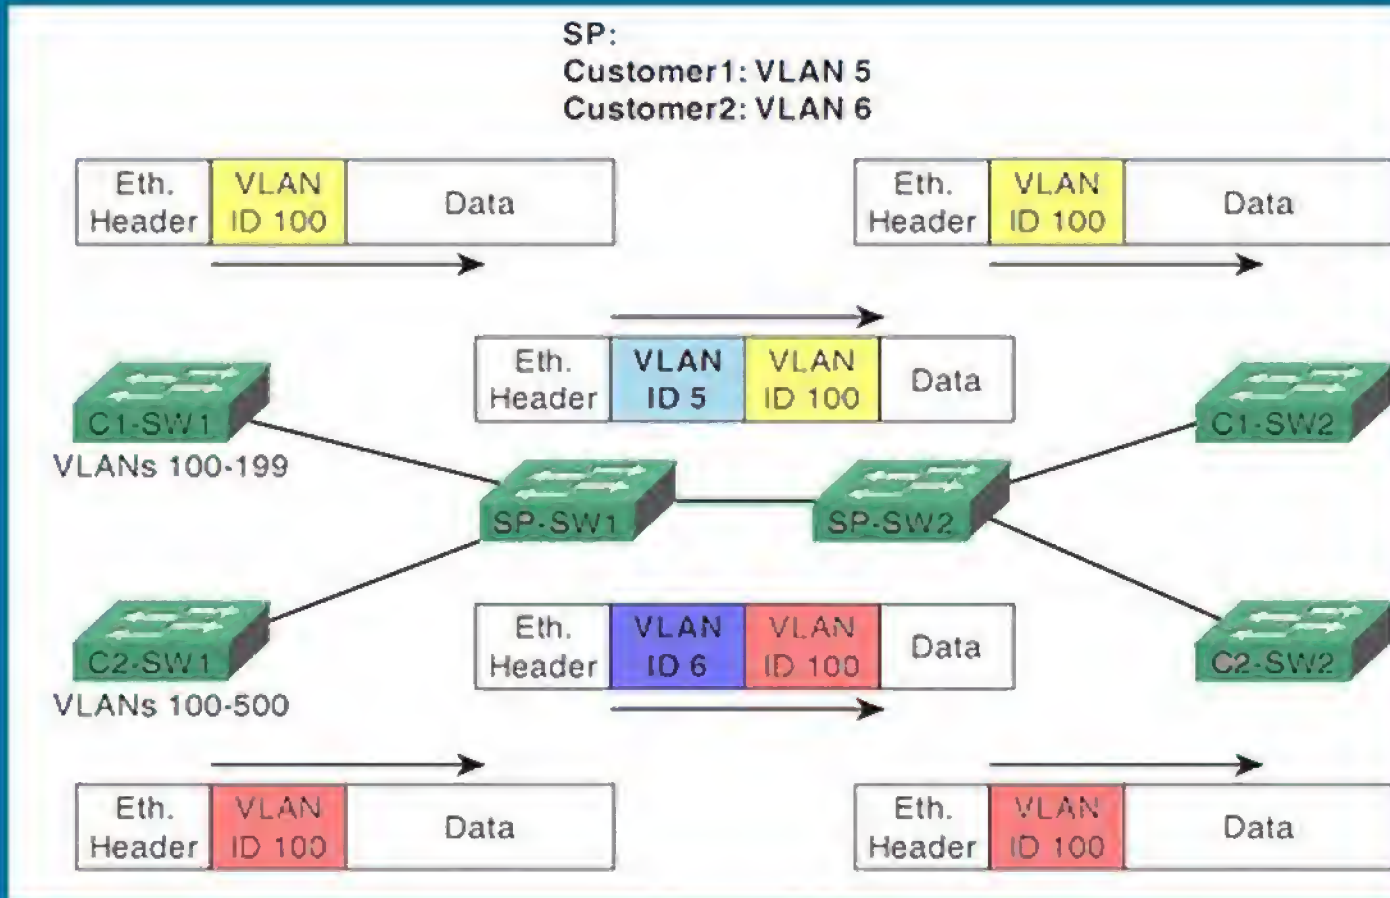 SP:
Customer1: VLAN 5
Customer2: VLAN 6
Eth. Header
VLAN ID 100
Data
Eth. Header
VLAN ID 100
Data
Eth. Header
VLAN ID 5
VLAN ID 100
Data
C1-SW1
VLANs 100-199
C1-SW2
SP-SW1
SP-SW2
C2-SW1
VLANs 100-500
Eth. Header
VLAN ID 6
VLAN ID 100
Data
C2-SW2
Eth. Header
VLAN ID 100
Data
Eth. Header
VLAN ID 100
Data